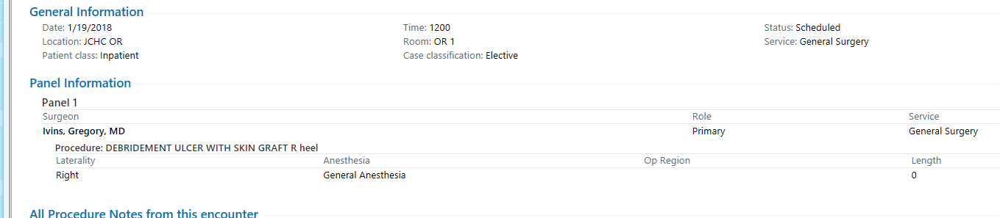 General Information
Date: 1/19/2018 Time: 1200 Status: Scheduled
Location: JCHC OR Room: OR 1 Service: General Surgery
Patient class: Inpatient Case classification: Elective
Panel Information
Panel 1
Surgeon Role Service
Ivins, Gregory, MD Primary General Surgery
Procedure: DEBRIDEMENT ULCER WITH SKIN GRAFT R heel
Laterality Anesthesia Op Region Length
Right General Anesthesia 0
All Procedure Notes from this encounter